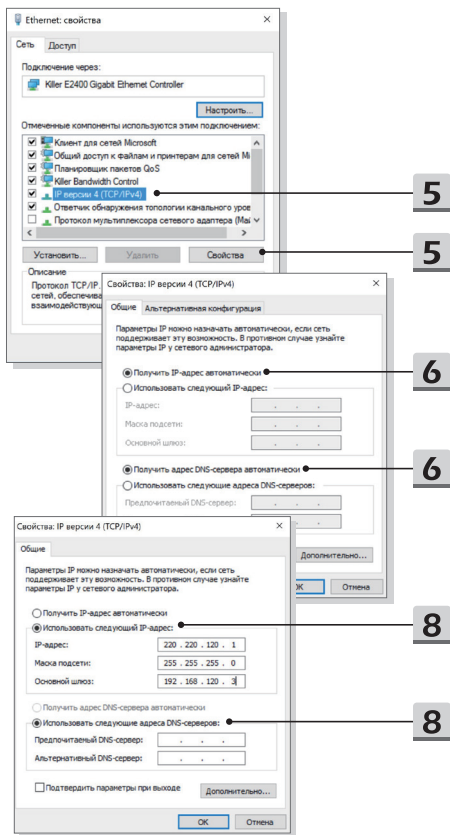 Ethernet: свойства
Сеть Доступ
Подключение через:
Killer E2400 Gigabit Ethernet Controller
Настроить...
Отмеченные компоненты используются этим подключением:
Клиент для сетей Microsoft
Общий доступ к файлам и принтерам для сетей Mi
Планировщик пакетов QoS
Killer Bandwidth Control
IP версии 4 (TCP/IPv4)
5
Ответчик обнаружения топологии канального уров
Протокол мультиплексора сетевого адаптера (Mai
Установить... Удалить Свойства
5
Описание
Протокол TCP/IP.
сетей, обеспечива
взаимодействующ
Свойства: IP версии 4 (TCP/IPv4)
Общие Альтернативная конфигурация
Параметры IP можно назначать автоматически, если сеть
поддерживает эту возможность. В противном случае узнайте
параметры IP у сетевого администратора.
Получить IP-адрес автоматически
6
Использовать следующий IP-адрес:
IP-адрес:
Маска подсети:
Основной шлюз:
Получить адрес DNS-сервера автоматически
6
Использовать следующие адреса DNS-серверов:
Предпочитаемый DNS-сервер:
Дополнительно...
ОК Отмена
Свойства: IP версии 4 (TCP/IPv4)
Общие
Параметры IP можно назначать автоматически, если сеть
поддерживает эту возможность. В противном случае узнайте
параметры IP у сетевого администратора.
Получить IP-адрес автоматически
Использовать следующий IP-адрес:
8
IP-адрес: 220 . 220 . 120 . 1
Маска подсети: 255 . 255 . 255 . 0
Основной шлюз: 192 . 168 . 120 . 3
Получить адрес DNS-сервера автоматически
Использовать следующие адреса DNS-серверов:
8
Предпочитаемый DNS-сервер:
Альтернативный DNS-сервер:
Подтвердить параметры при выходе
Дополнительно...
ОК Отмена